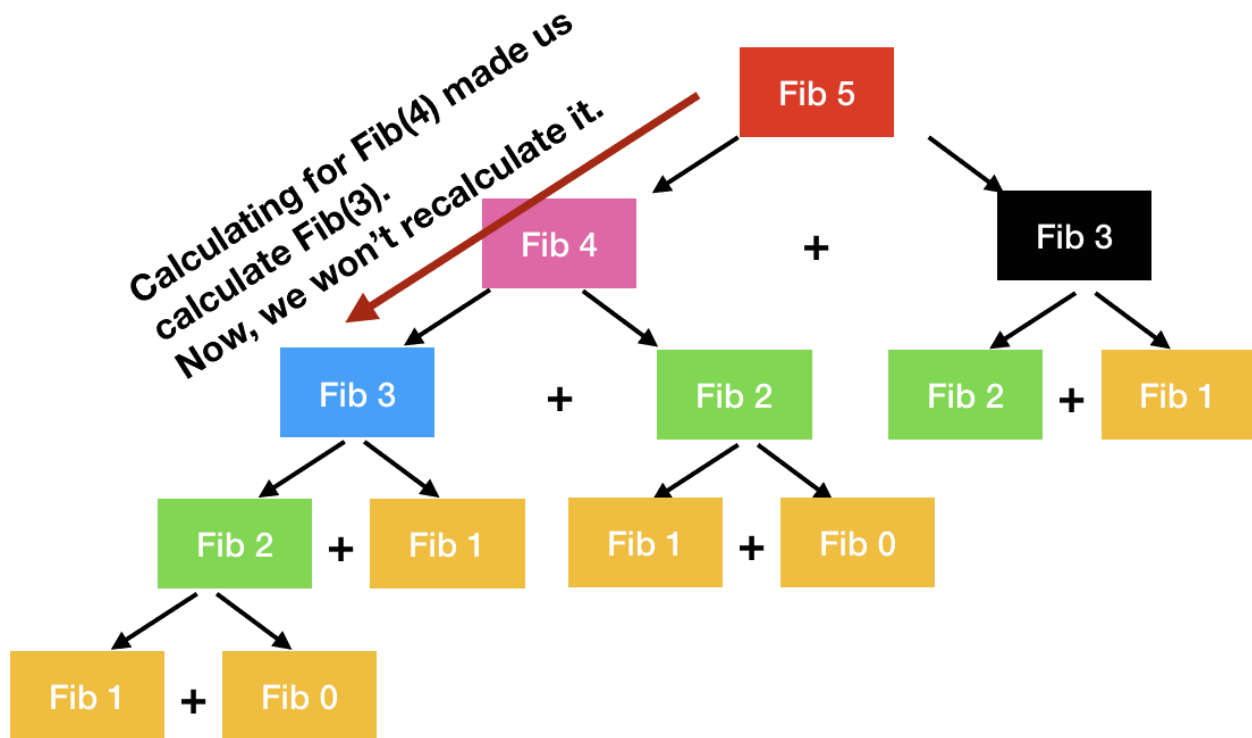 Calculating for Fib(4) made us
calculate Fib(3).
Now, we won't recalculate it.
Fib 5
Fib 4 + Fib 3
Fib 3 + Fib 2 Fib 2 + Fib 1
Fib 2 + Fib 1 Fib 1 + Fib 0
Fib 1 + Fib 0